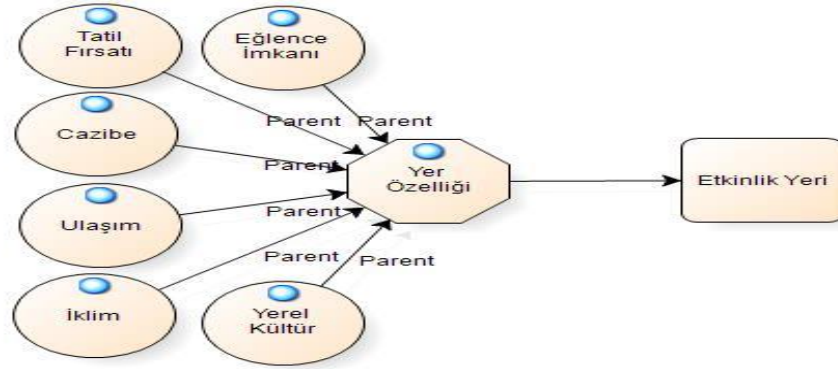 Tatil
Fırsatı
Eğlence
İmkanı
Parent
Parent
Cazibe
Parent
Yer
Özelliği
Etkinlik Yeri
Ulaşım
Parent
Parent
Parent
İklim
Yerel
Kültür